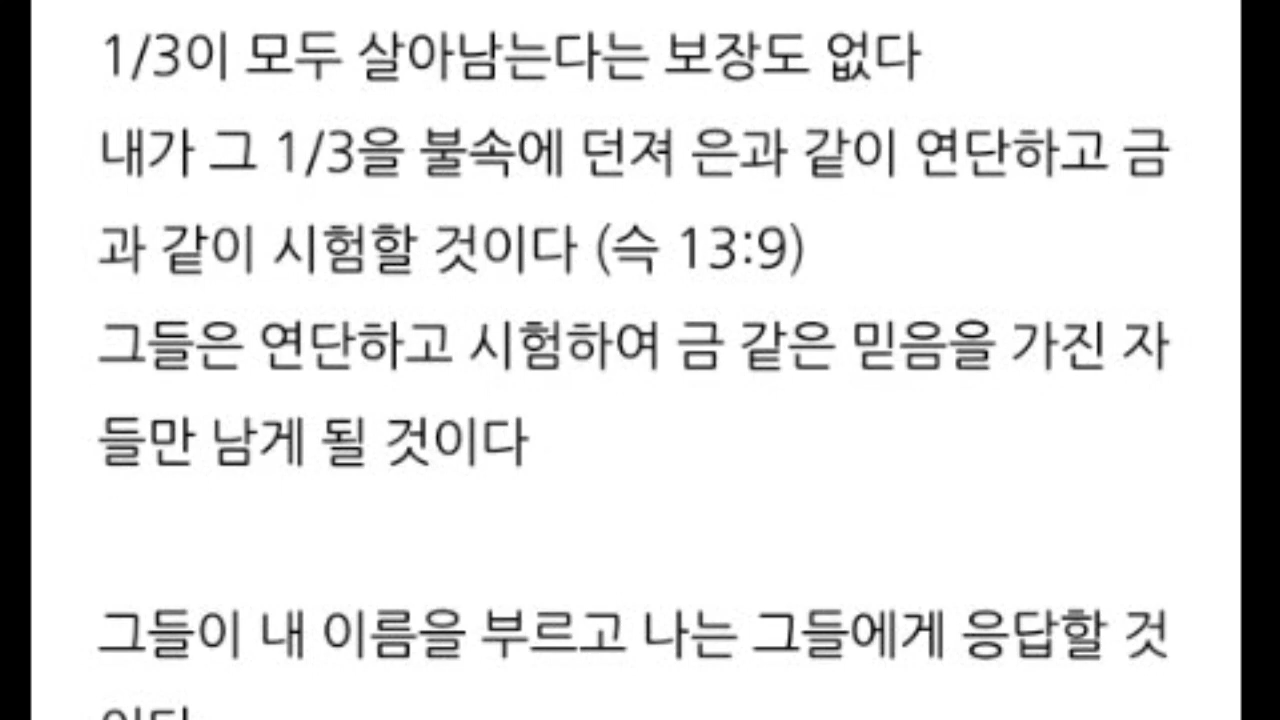 1/3이 모두 살아남는다는 보장도 없다
내가 그 1/3을 불속에 던져 은과 같이 연단하고 금
과 같이 시험할 것이다 (슥 13:9)
그들은 연단하고 시험하여 금 같은 믿음을 가진 자
들만 남게 될 것이다
그들이 내 이름을 부르고 나는 그들에게 응답할 것